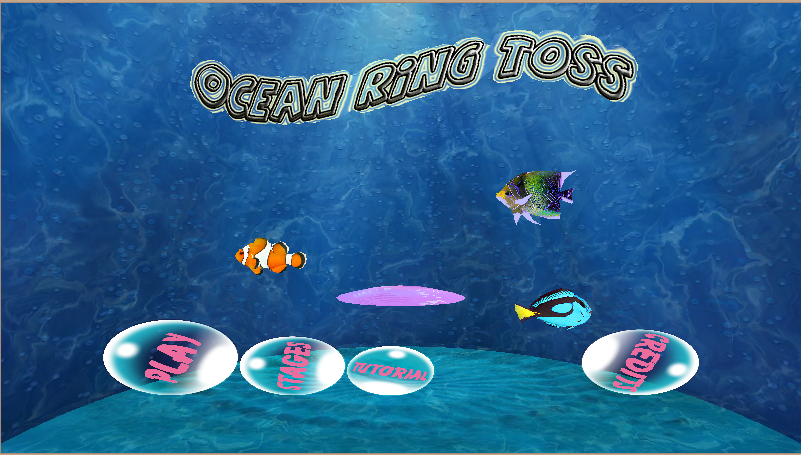 OCEAN RiNG TOSS
PLAY
STAGES
TUTORIAL
CREDITS